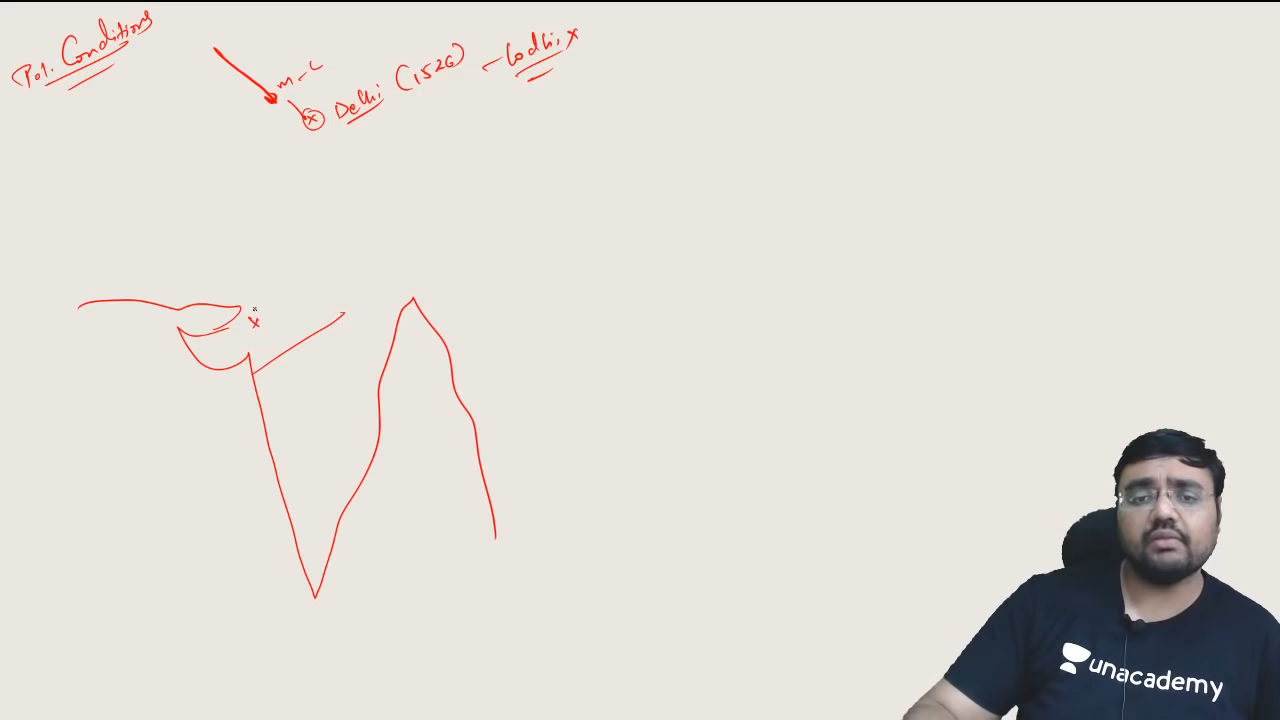 Pol. Conditions
m-c
x Delhi (1526) - Lodhi x
x
unacademy